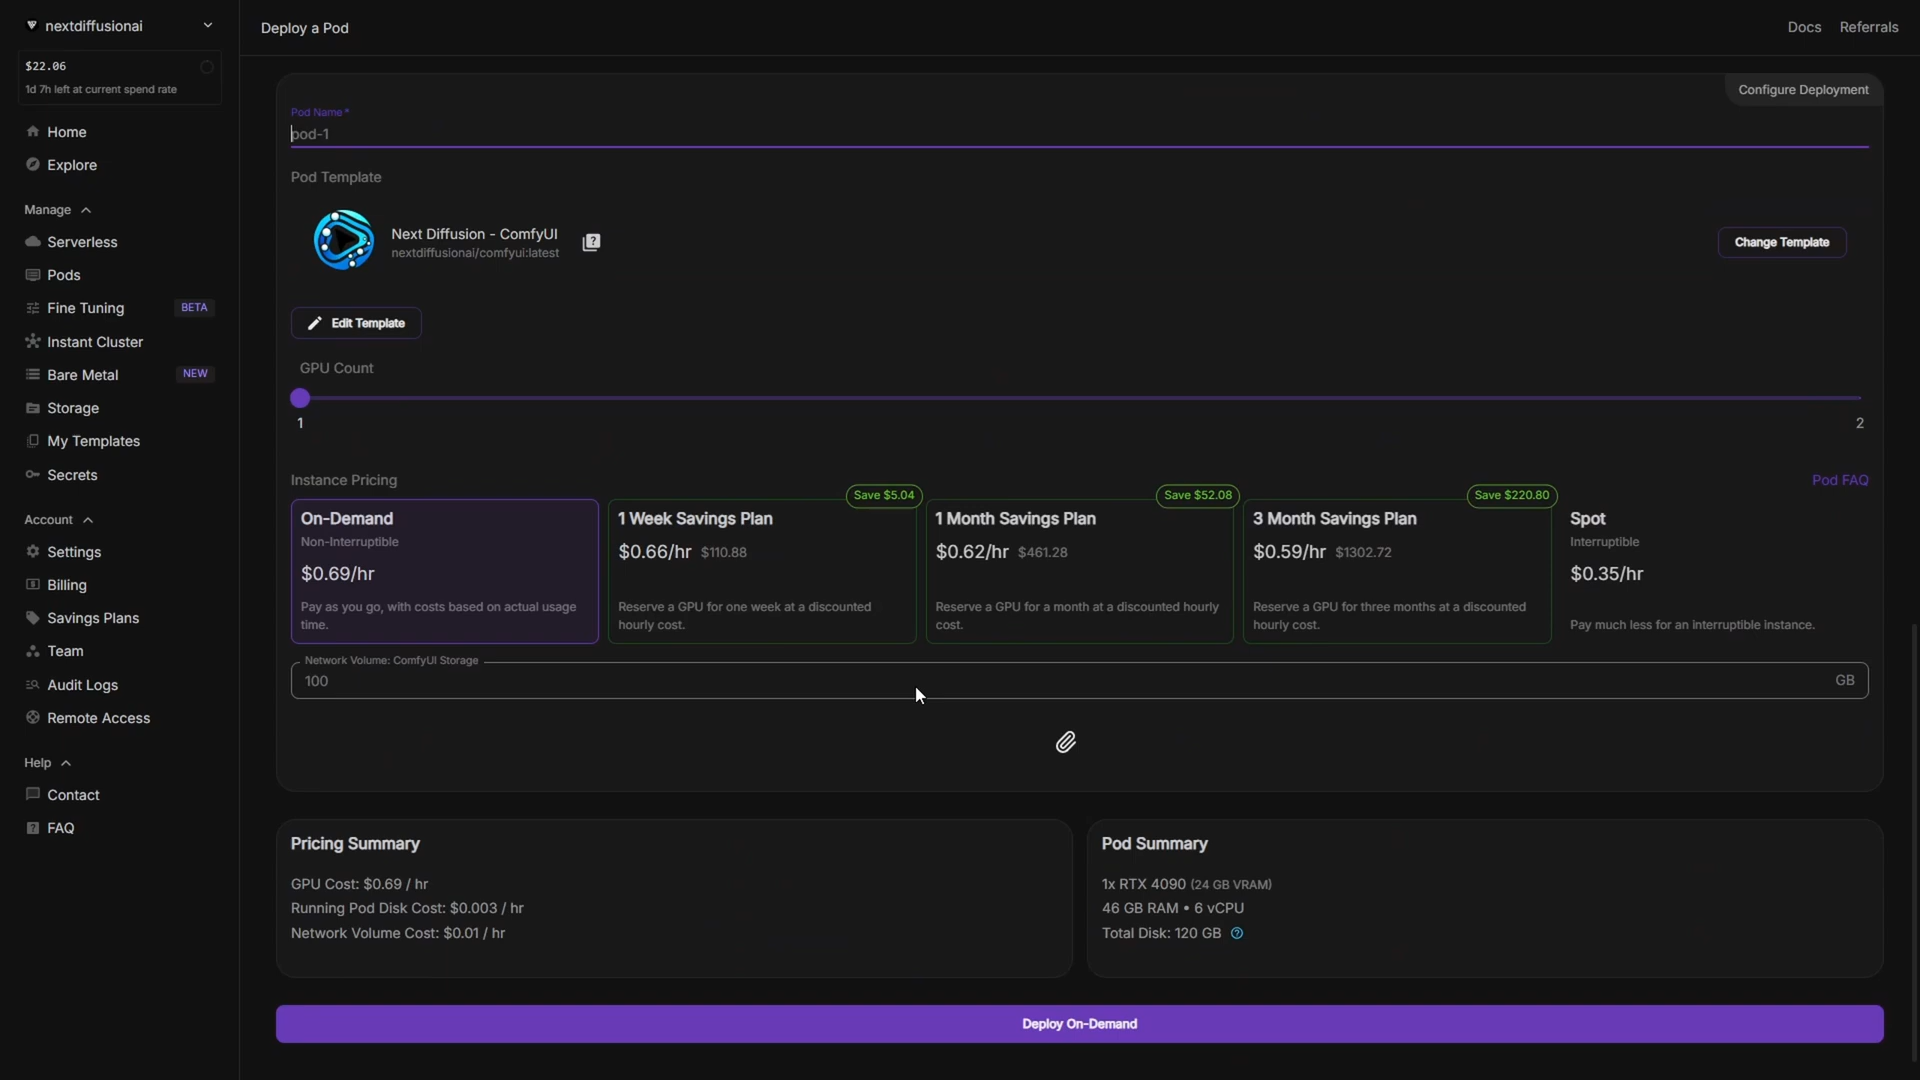 nextdiffusionai
$22.06
1d 7h left at current spend rate
Home
Explore
Manage
Serverless
Pods
Fine Tuning BETA
Instant Cluster
Bare Metal NEW
Storage
My Templates
Secrets
Account
Settings
Billing
Savings Plans
Team
Audit Logs
Remote Access
Help
Contact
FAQ
Deploy a Pod
Docs Referrals
Configure Deployment
Pod Name *
pod-1
Pod Template
Next Diffusion - ComfyUI
nextdiffusionai/comfyui:latest
Change Template
Edit Template
GPU Count
1 2
Instance Pricing
Pod FAQ
On-Demand
Non-Interruptible
$0.69/hr
Pay as you go, with costs based on actual usage
time.
Save $5.04
1 Week Savings Plan
$0.66/hr $110.88
Reserve a GPU for one week at a discounted
hourly cost.
Save $52.08
1 Month Savings Plan
$0.62/hr $461.28
Reserve a GPU for a month at a discounted hourly
cost.
Save $220.80
3 Month Savings Plan
$0.59/hr $1302.72
Reserve a GPU for three months at a discounted
hourly cost.
Spot
Interruptible
$0.35/hr
Pay much less for an interruptible instance.
Network Volume: ComfyUI Storage
100 GB
Pricing Summary
GPU Cost: $0.69 / hr
Running Pod Disk Cost: $0.003 / hr
Network Volume Cost: $0.01 / hr
Pod Summary
1x RTX 4090 (24 GB VRAM)
46 GB RAM • 6 vCPU
Total Disk: 120 GB
Deploy On-Demand